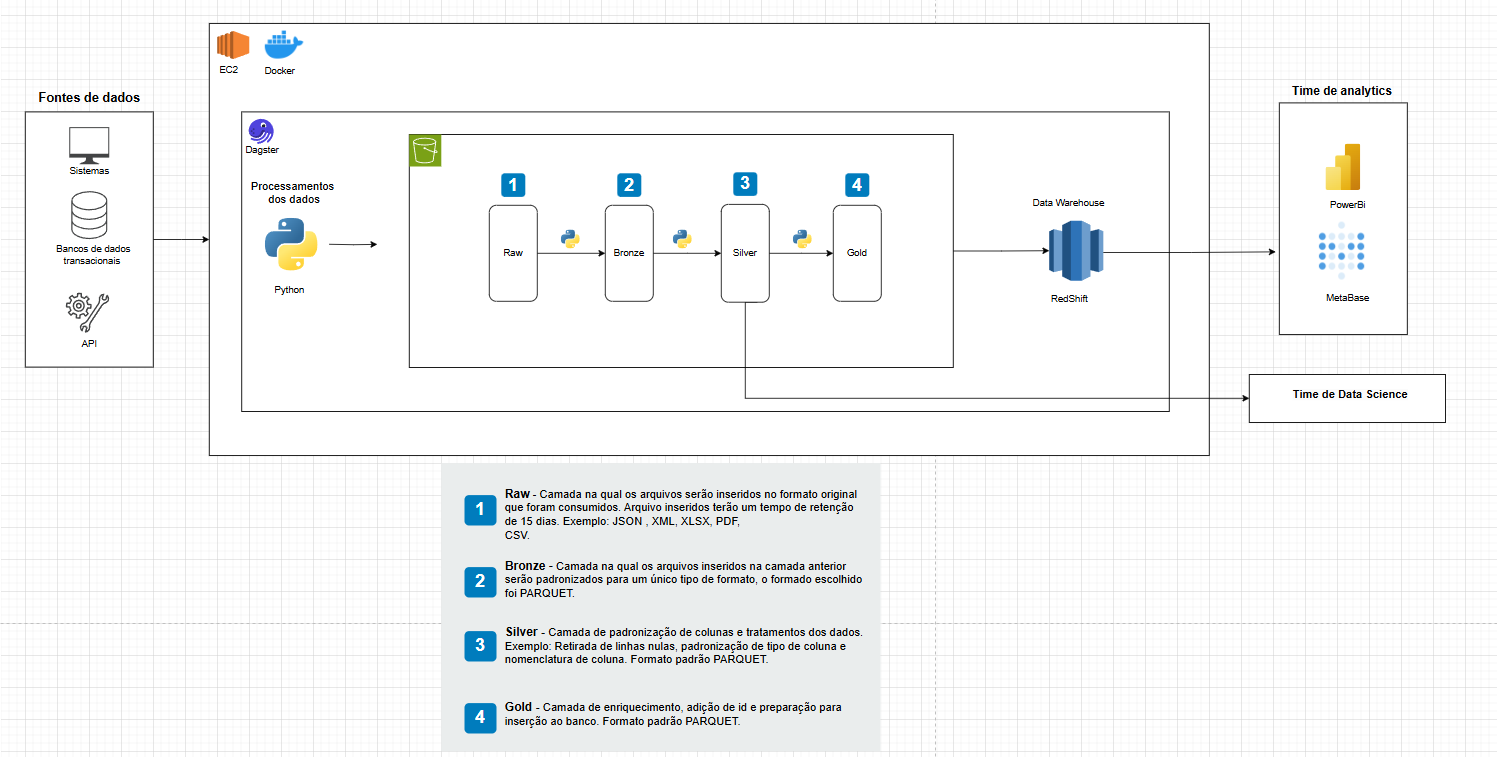 EC2
Docker
Fontes de dados
Sistemas
Bancos de dados
transacionais
API
Dagster
Processamentos
dos dados
Python
1
2
3
4
Raw
Bronze
Silver
Gold
Data Warehouse
RedShift
Time de analytics
PowerBi
MetaBase
Time de Data Science
1
Raw - Camada na qual os arquivos serão inseridos no formato original
que foram consumidos. Arquivo inseridos terão um tempo de retenção
de 15 dias. Exemplo: JSON , XML, XLSX, PDF,
CSV.
2
Bronze - Camada na qual os arquivos inseridos na camada anterior
serão padronizados para um único tipo de formato, o formado escolhido
foi PARQUET.
3
Silver - Camada de padronização de colunas e tratamentos dos dados.
Exemplo: Retirada de linhas nulas, padronização de tipo de coluna e
nomenclatura de coluna. Formato padrão PARQUET.
4
Gold - Camada de enriquecimento, adição de id e preparação para
inserção ao banco. Formato padrão PARQUET.